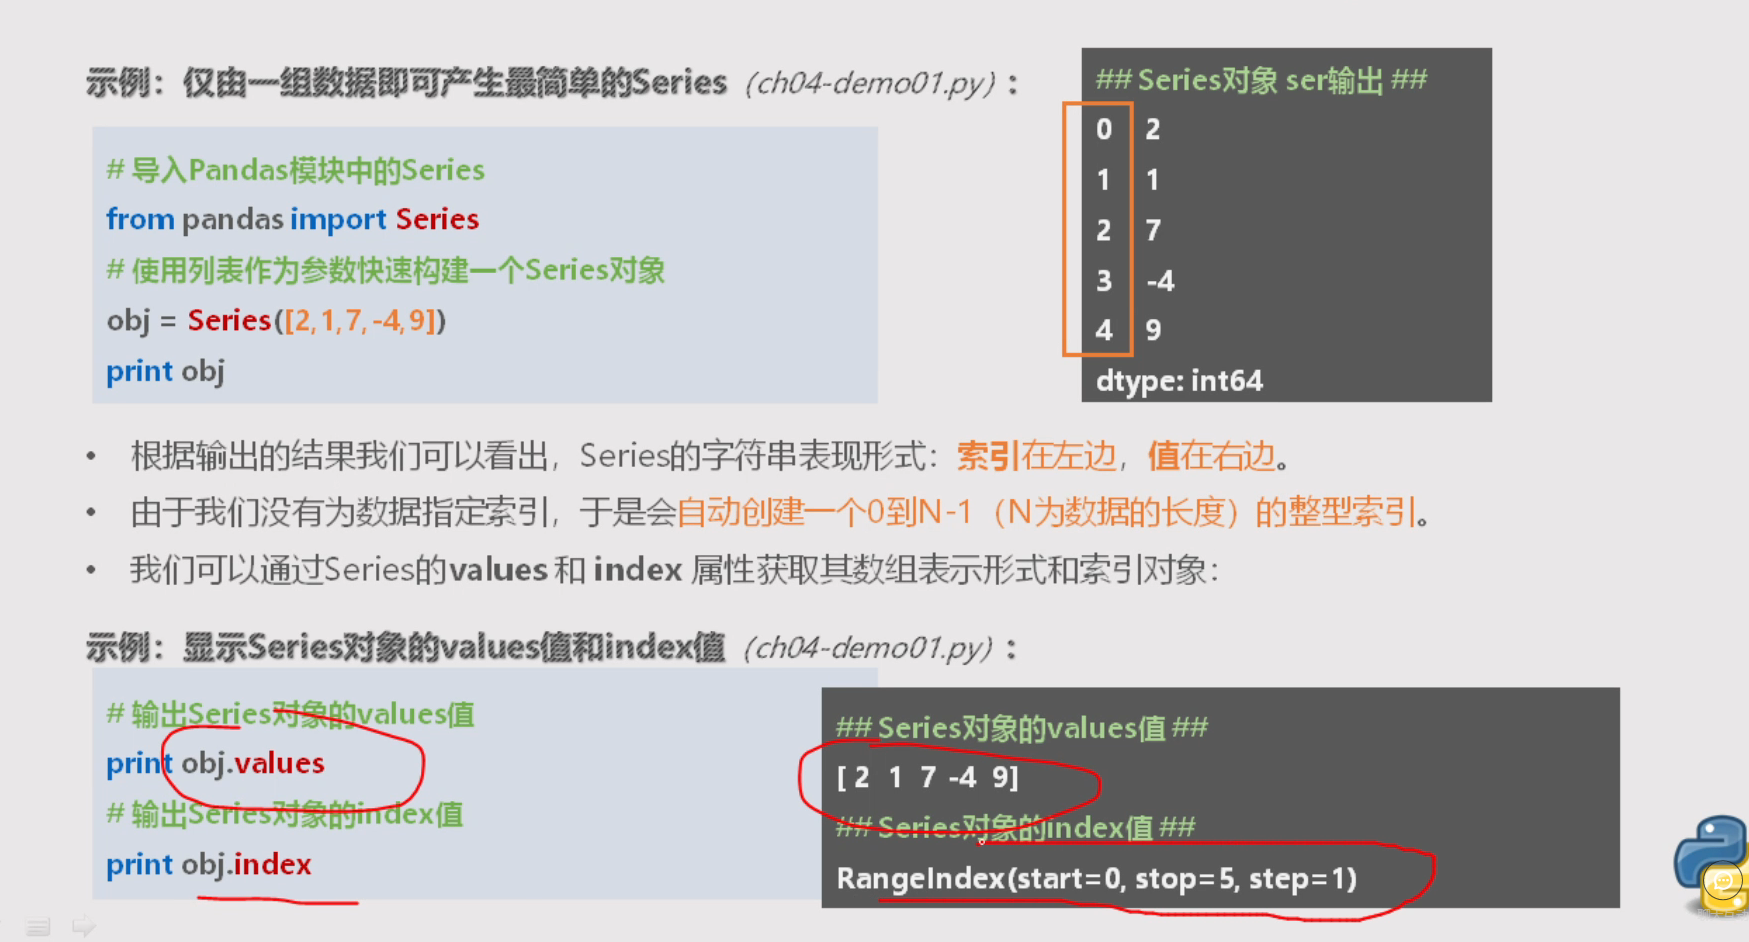 示例：仅由一组数据即可产生最简单的Series（ch04-demo01.py）：
# 导入Pandas模块中的Series
from pandas import Series
# 使用列表作为参数快速构建一个Series对象
obj = Series([2,1,7,-4,9])
print obj
## Series对象 ser输出 ##
0 2
1 1
2 7
3 -4
4 9
dtype: int64
• 根据输出的结果我们可以看出，Series的字符串表现形式：索引在左边，值在右边。
• 由于我们没有为数据指定索引，于是会自动创建一个0到N-1（N为数据的长度）的整型索引。
• 我们可以通过Series的values 和 index 属性获取其数组表示形式和索引对象：
示例：显示Series对象的values值和index值（ch04-demo01.py）：
# 输出Series对象的values值
print obj.values
# 输出Series对象的index值
print obj.index
## Series对象的values值 ##
[ 2 1 7 -4 9]
## Series对象的index值 ##
RangeIndex(start=0, stop=5, step=1)